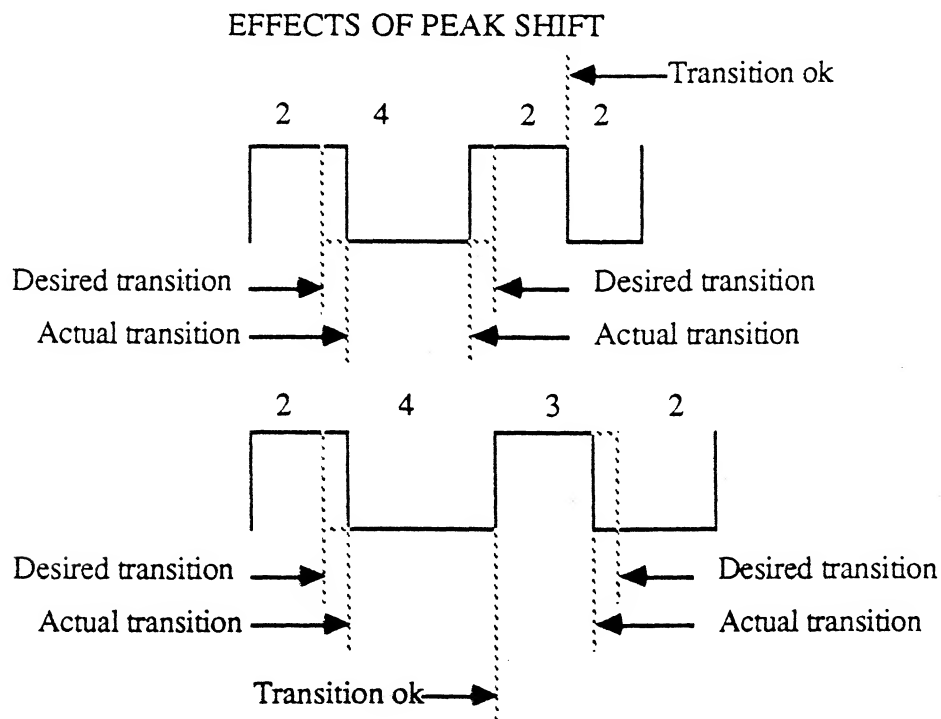 EFFECTS OF PEAK SHIFT
Transition ok
2 4 2 2
Desired transition Desired transition
Actual transition Actual transition
2 4 3 2
Desired transition Desired transition
Actual transition Actual transition
Transition ok